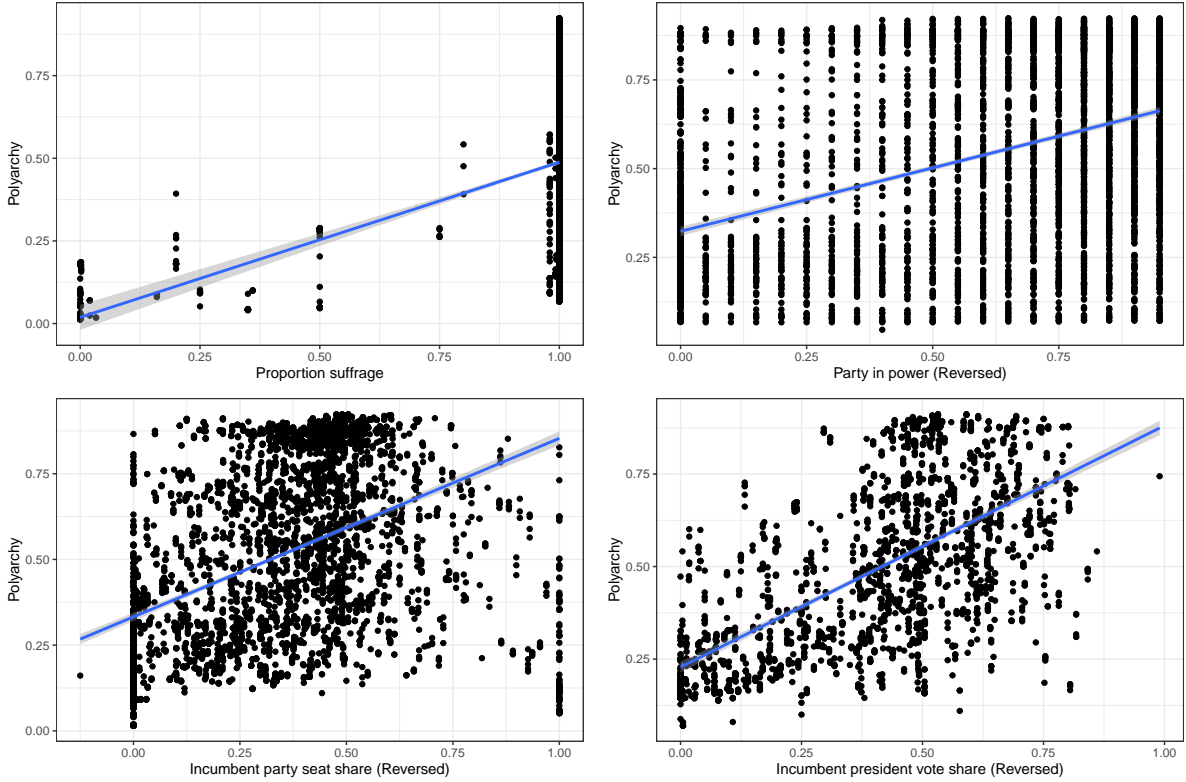 Polyarchy
0.75
0.50
0.25
0.00
0.00 0.25 0.50 0.75 1.00
Proportion suffrage
Polyarchy
0.75
0.50
0.25
0.00 0.25 0.50 0.75
Party in power (Reversed)
Polyarchy
0.75
0.50
0.25
0.00
0.00 0.25 0.50 0.75 1.00
Incumbent party seat share (Reversed)
Polyarchy
0.75
0.50
0.25
0.00 0.25 0.50 0.75 1.00
Incumbent president vote share (Reversed)